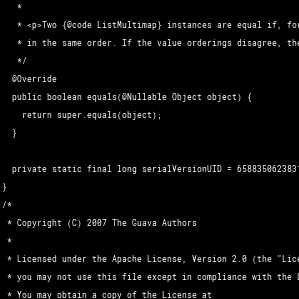 *
* <p>Two {@code ListMultimap} instances are equal if, for
* in the same order. If the value orderings disagree, the
*/
@Override
public boolean equals(@Nullable Object object) {
return super.equals(object);
}
private static final long serialVersionUID = 658835062383
}
/*
* Copyright (C) 2007 The Guava Authors
*
* Licensed under the Apache License, Version 2.0 (the "Lice
* you may not use this file except in compliance with the
* You may obtain a copy of the License at